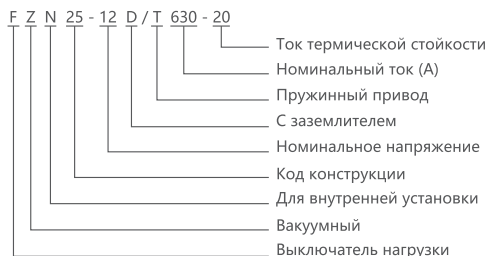 F Z N 25 - 12 D / T 630 - 20
Ток термической стойкости
Номинальный ток (А)
Пружинный привод
С заземлителем
Номинальное напряжение
Код конструкции
Для внутренней установки
Вакуумный
Выключатель нагрузки